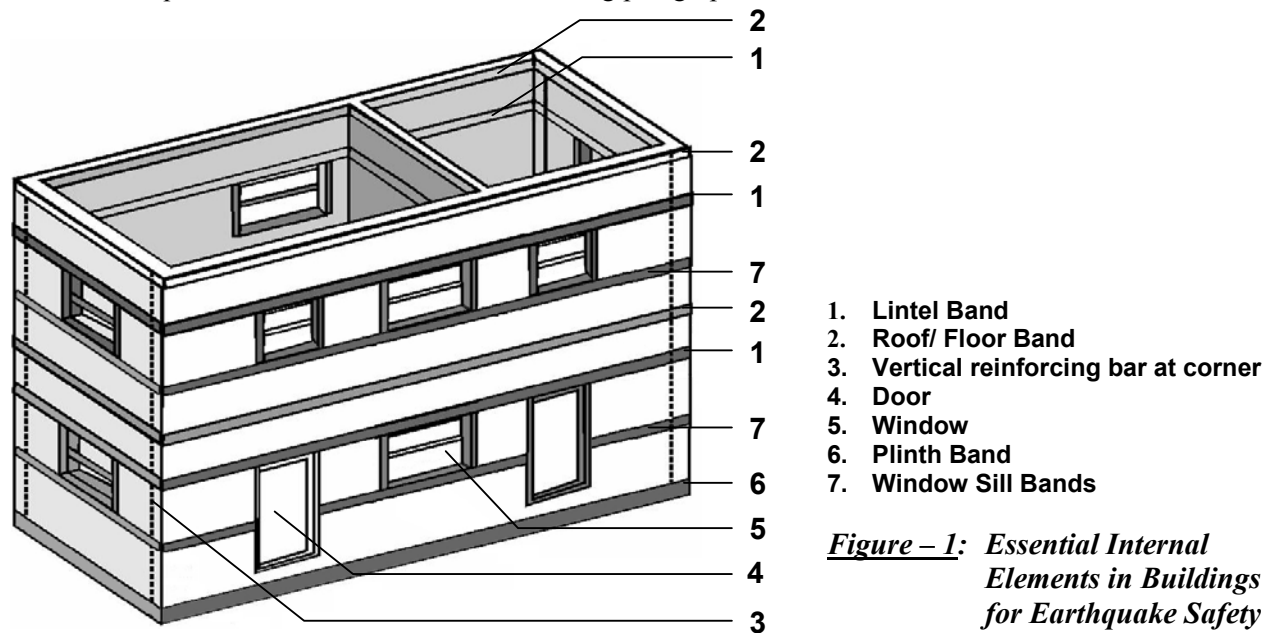 2
1
2
1
7
2
1
7
6
5
4
3
1. Lintel Band
2. Roof/ Floor Band
3. Vertical reinforcing bar at corner
4. Door
5. Window
6. Plinth Band
7. Window Sill Bands
Figure – 1: Essential Internal
Elements in Buildings
for Earthquake Safety